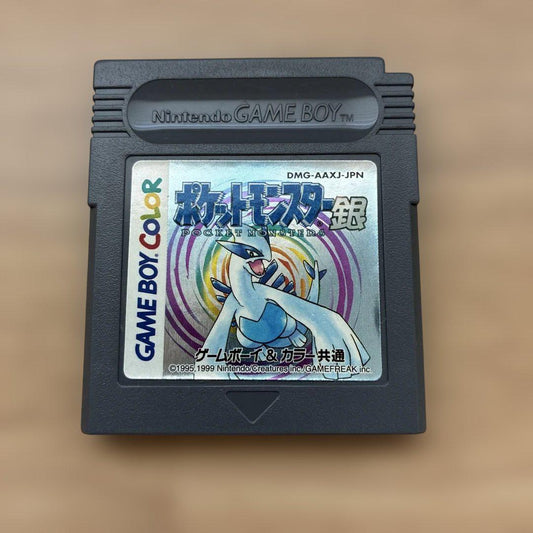 Nintendo GAME BOY™
DMG-AAXJ-JPN
ポケットモンスター銀
POCKET MONSTERS
GAME BOY COLOR
ゲームボーイ & カラー共通
©1995,1999 Nintendo/Creatures inc./GAMEFREAK inc.